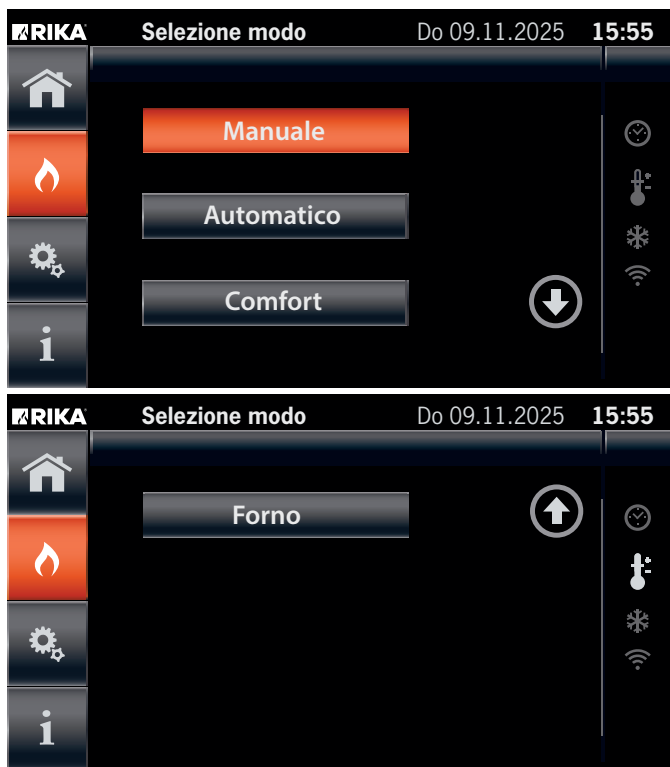 RIKA Selezione modo Do 09.11.2025 15:55
Manuale
Automatico
Comfort
i
RIKA Selezione modo Do 09.11.2025 15:55
Forno
i